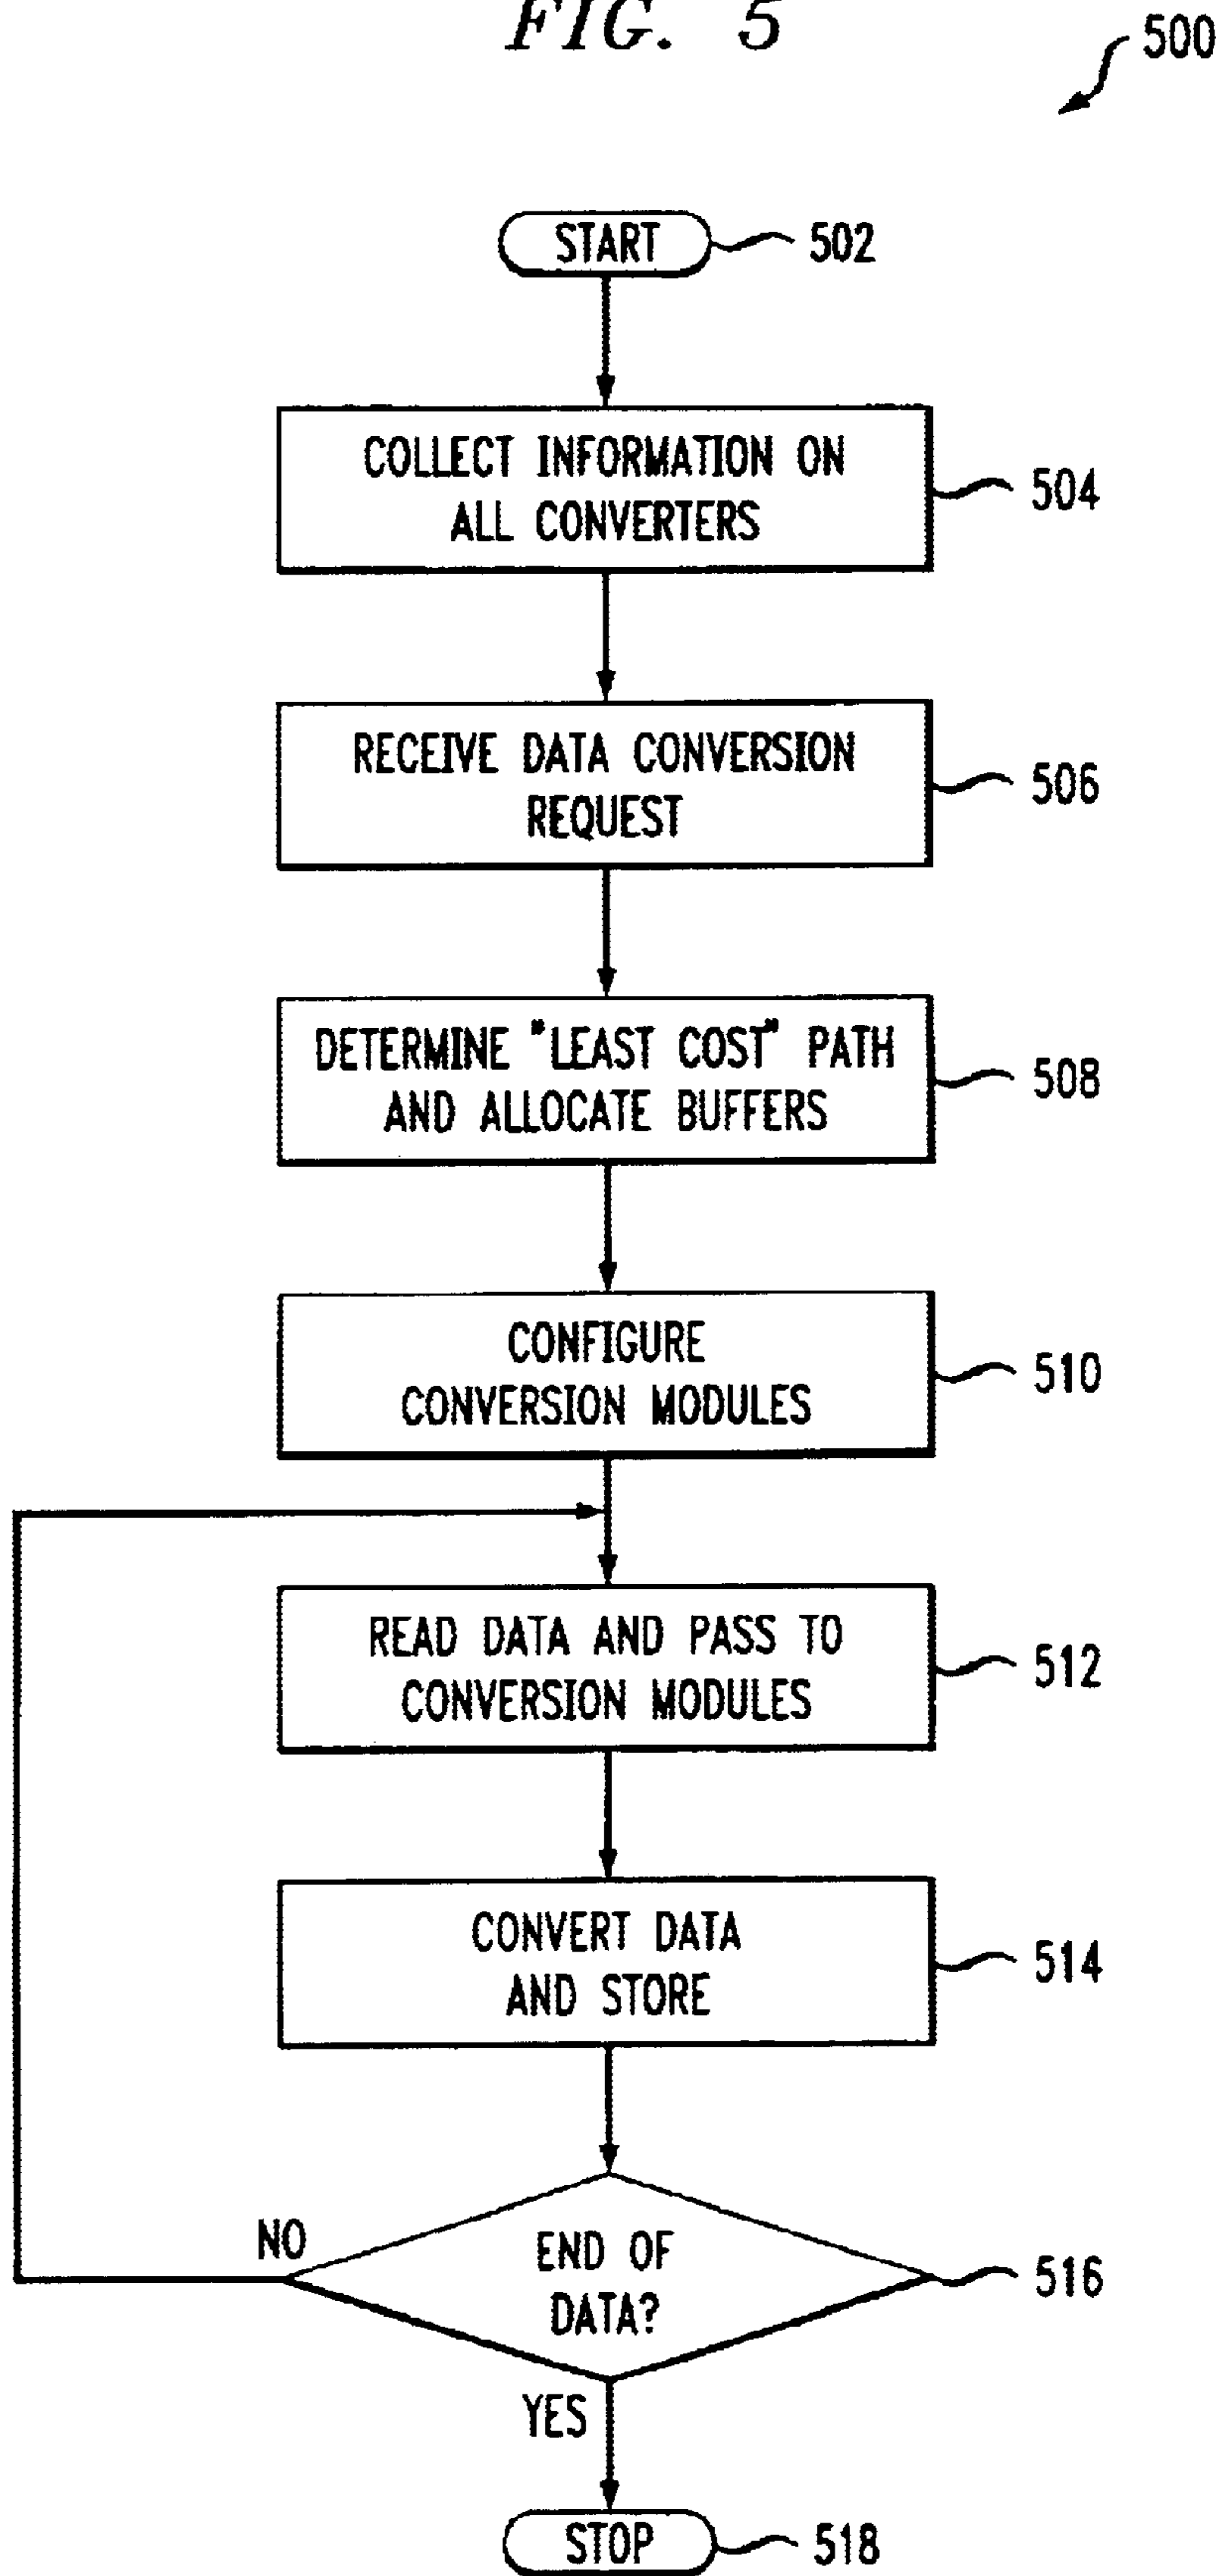 FIG. 5
500
START
502
COLLECT INFORMATION ON
ALL CONVERTERS
504
RECEIVE DATA CONVERSION
REQUEST
506
DETERMINE "LEAST COST" PATH
AND ALLOCATE BUFFERS
508
CONFIGURE
CONVERSION MODULES
510
READ DATA AND PASS TO
CONVERSION MODULES
512
CONVERT DATA
AND STORE
514
NO
END OF
DATA?
516
YES
STOP
518